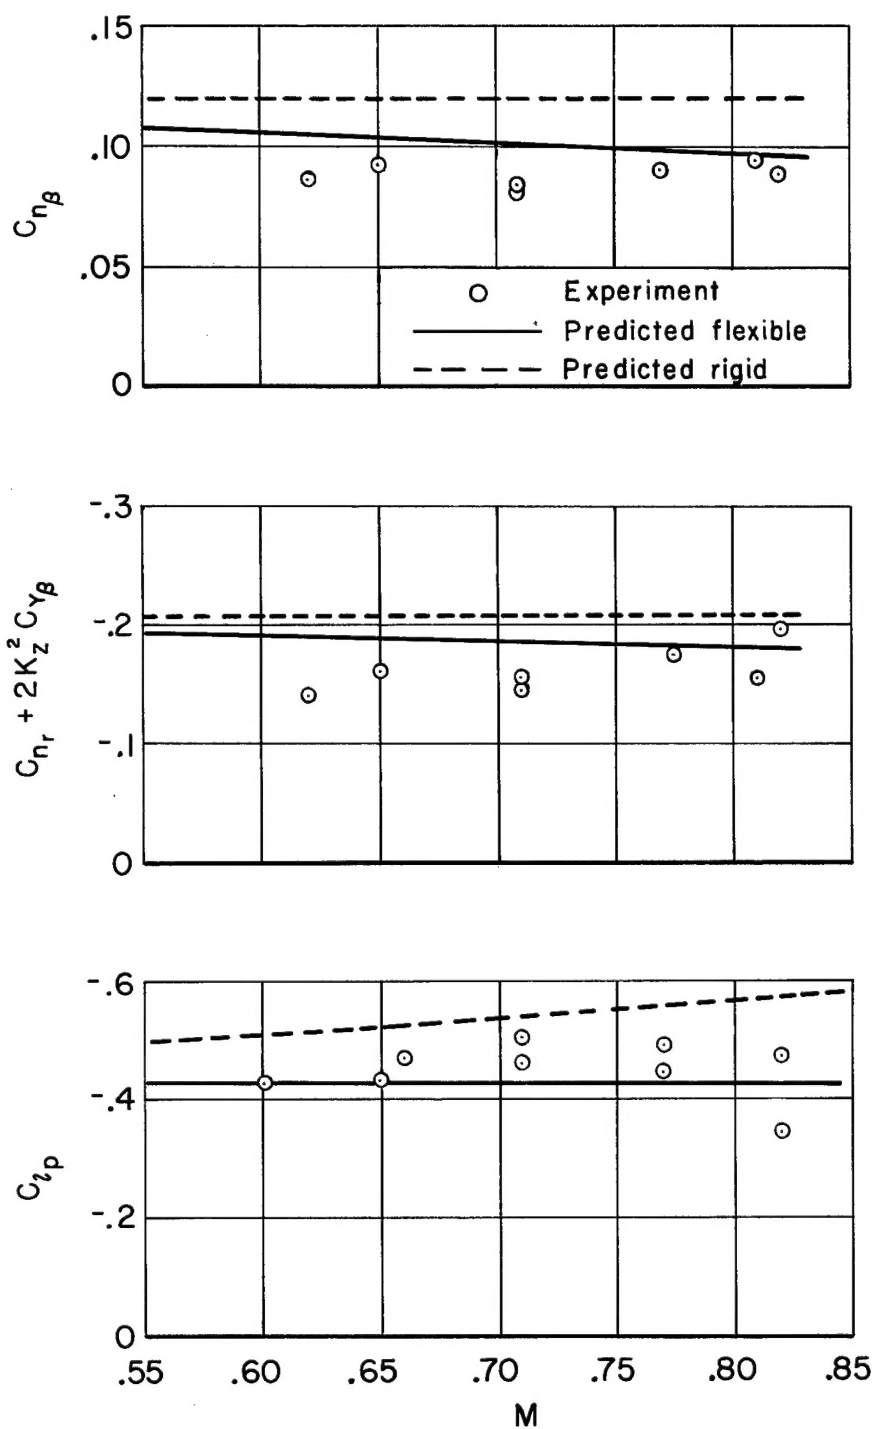 .15
.10
.05
0
C_{n_β}
Experiment
Predicted flexible
Predicted rigid
-.3
-.2
-.1
0
C_{n_r} + 2K_Z^2 C_{Y_β}
-.6
-.4
-.2
0
C_{l_p}
.55 .60 .65 .70 .75 .80 .85
M